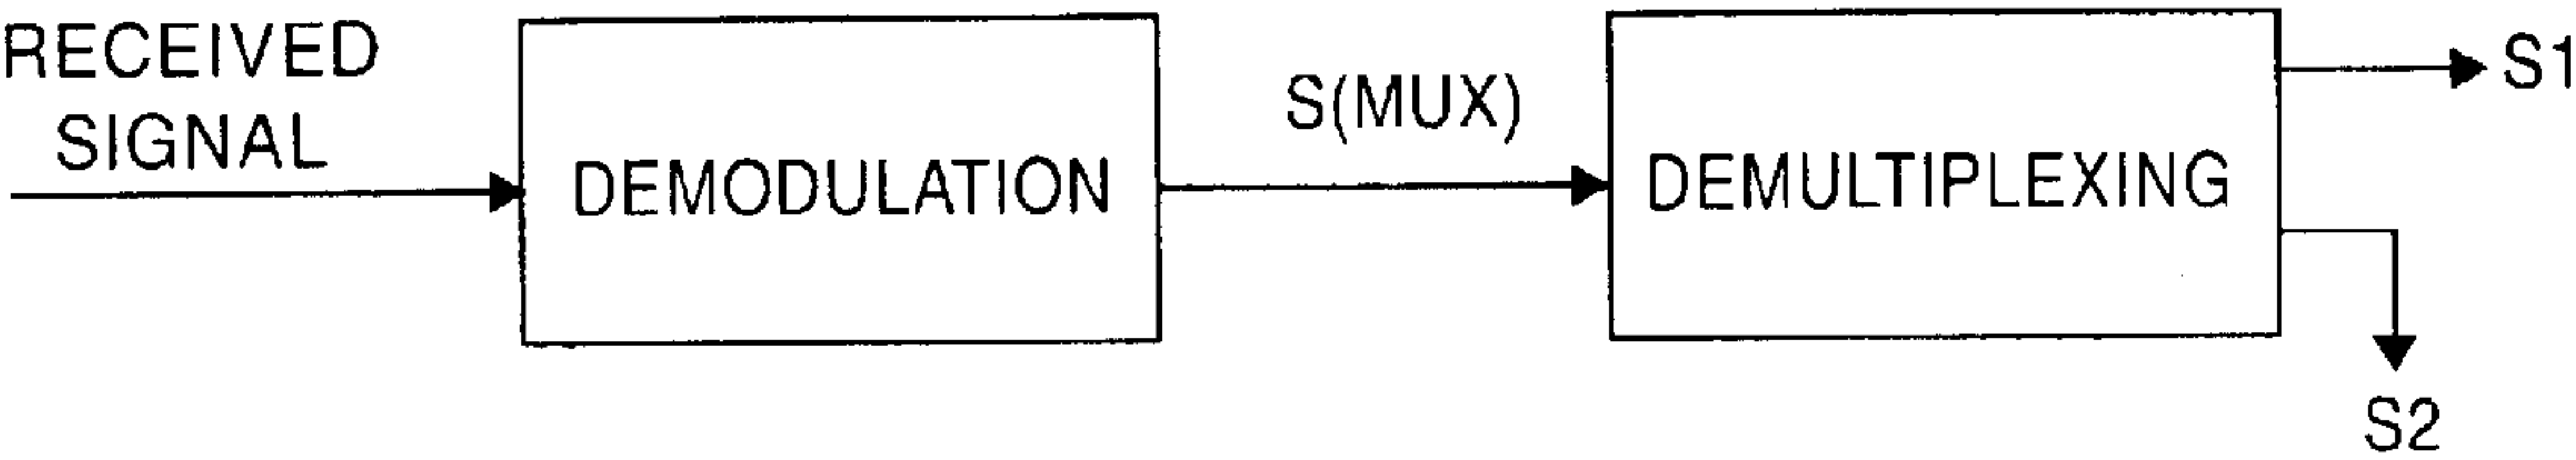 RECEIVED
SIGNAL
DEMODULATION
S(MUX)
DEMULTIPLEXING
S1
S2